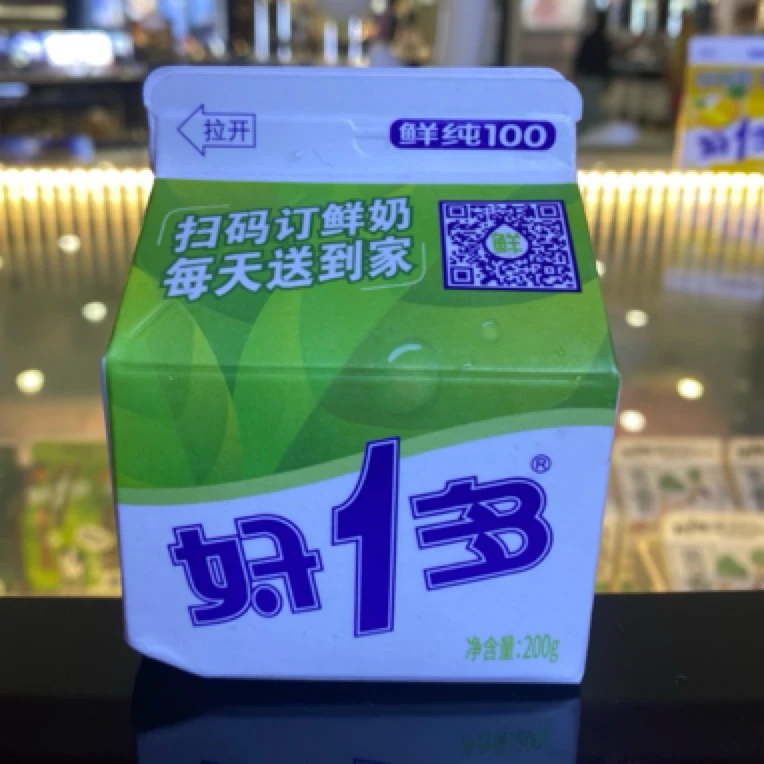 拉开
鲜纯100
扫码订鲜奶
每天送到家
鲜
好1多®
净含量:200g